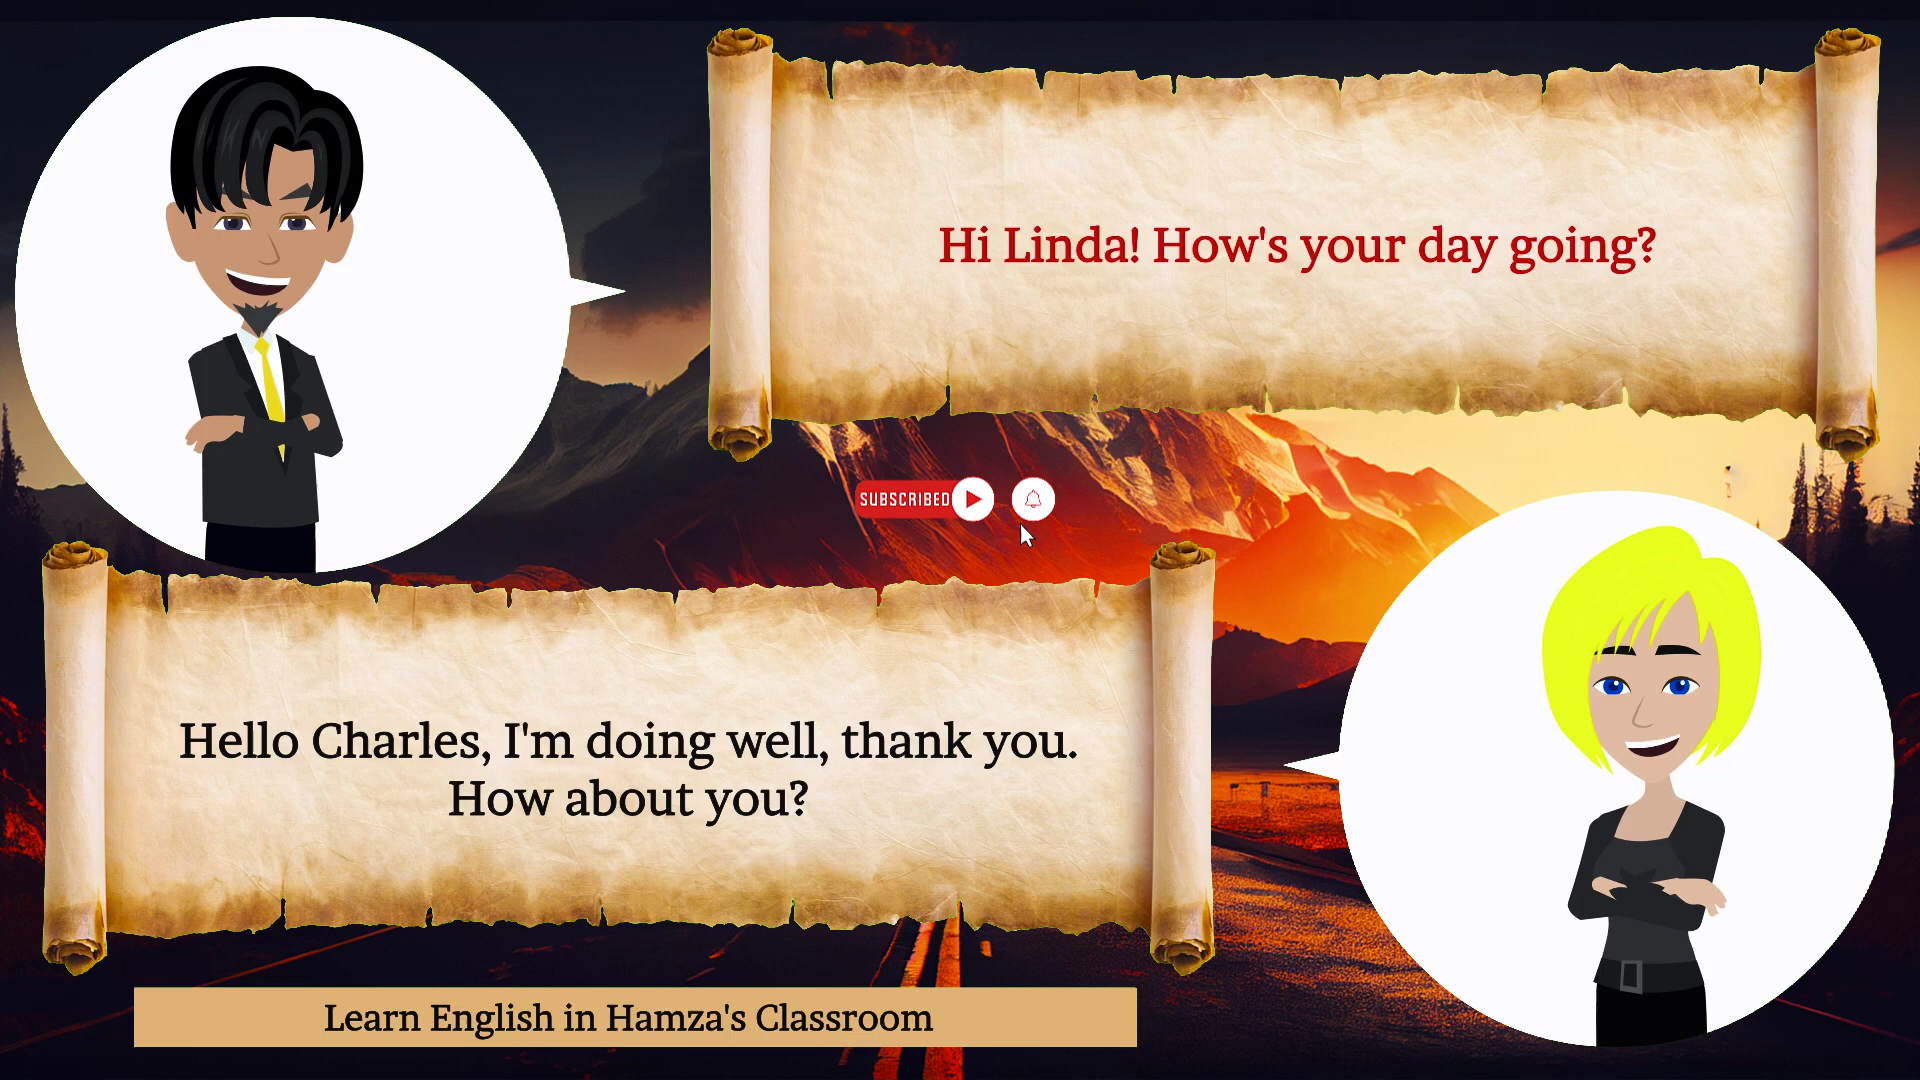 Hi Linda! How's your day going?
SUBSCRIBED
Hello Charles, I'm doing well, thank you.
How about you?
Learn English in Hamza's Classroom